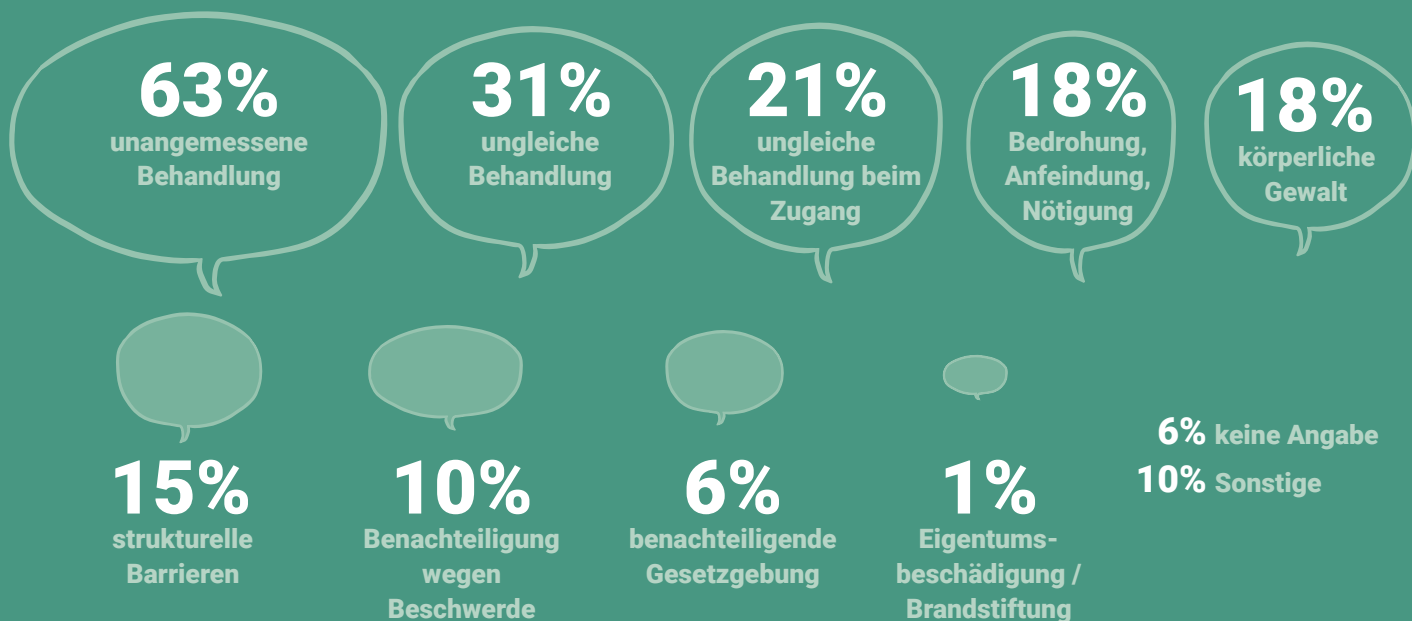 63%
unangemessene
Behandlung
31%
ungleiche
Behandlung
21%
ungleiche
Behandlung beim
Zugang
18%
Bedrohung,
Anfeindung,
Nötigung
18%
körperliche
Gewalt
15%
strukturelle
Barrieren
10%
Benachteiligung
wegen
Beschwerde
6%
benachteiligende
Gesetzgebung
1%
Eigentums-
beschädigung /
Brandstiftung
6% keine Angabe
10% Sonstige